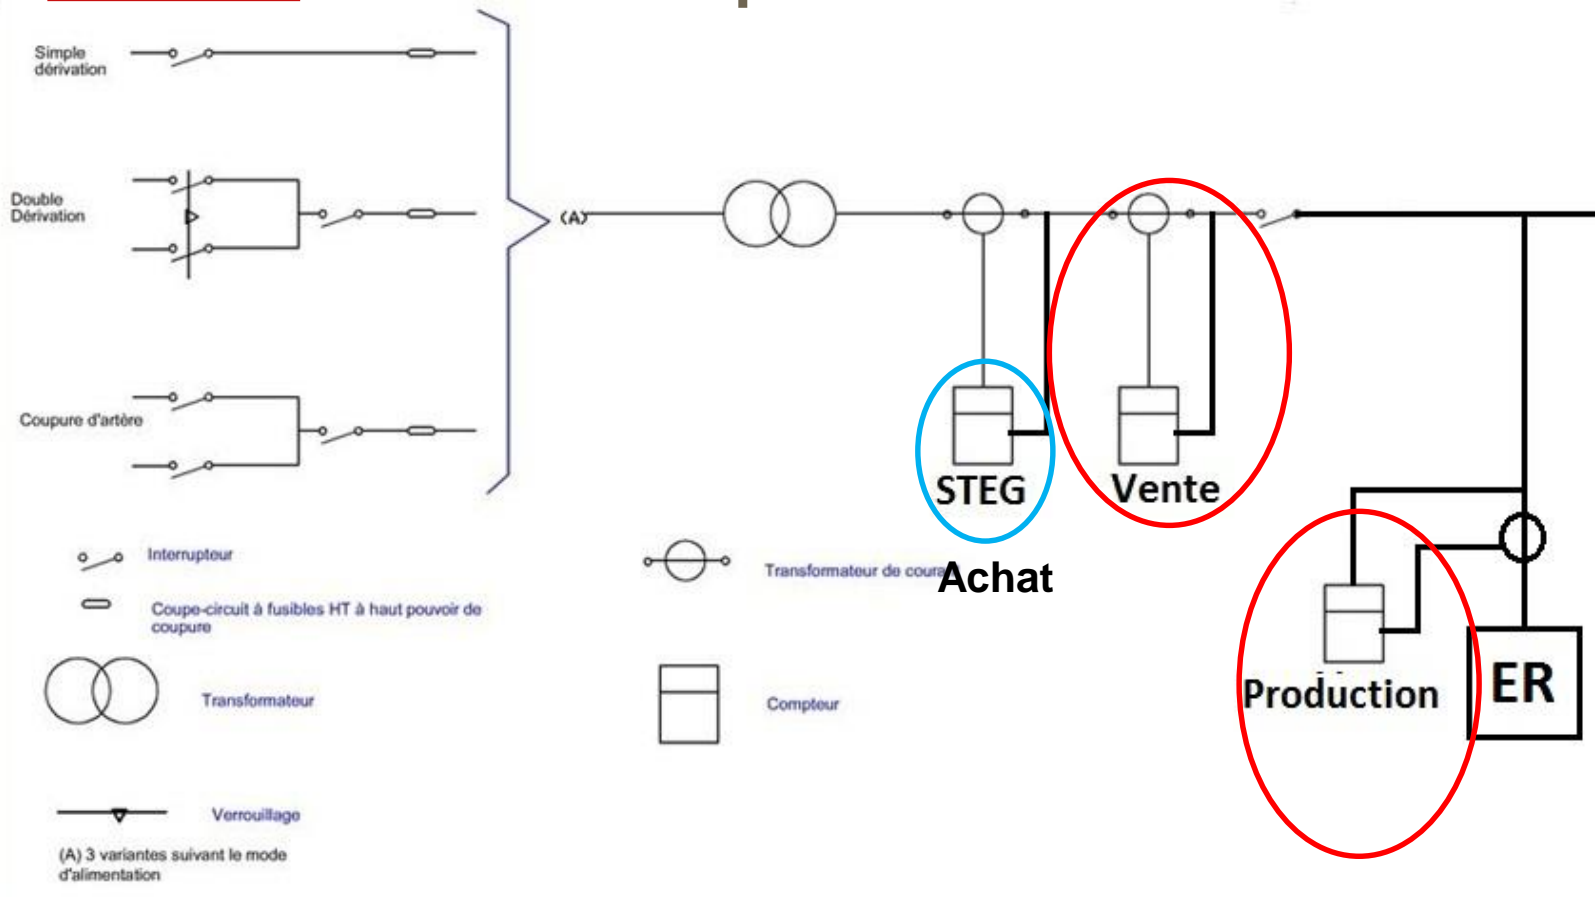 Simple
dérivation
Double
Dérivation
(A)
Coupure d'artère
STEG
Vente
Achat
Interrupteur
Coupe-circuit à fusibles HT à haut pouvoir de
coupure
Transformateur de coura
Transformateur
Compteur
Production
ER
Verrouillage
(A) 3 variantes suivant le mode
d'alimentation